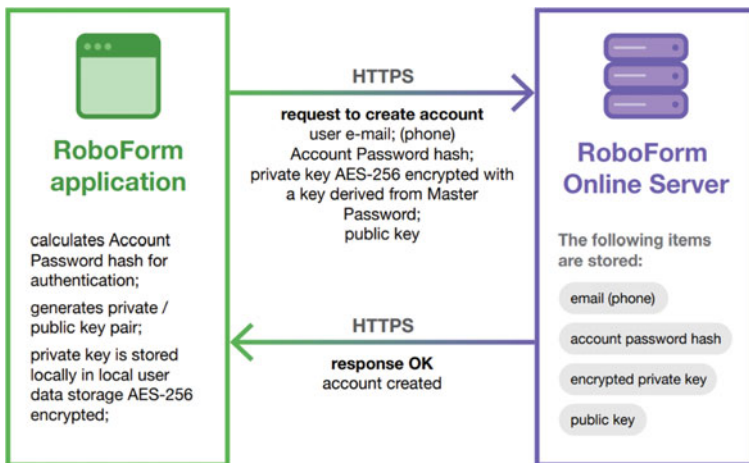 RoboForm
application
calculates Account
Password hash for
authentication;
generates private /
public key pair;
private key is stored
locally in local user
data storage AES-256
encrypted;
HTTPS
request to create account
user e-mail; (phone)
Account Password hash;
private key AES-256 encrypted with
a key derived from Master
Password;
public key
HTTPS
response OK
account created
RoboForm
Online Server
The following items
are stored:
email (phone)
account password hash
encrypted private key
public key